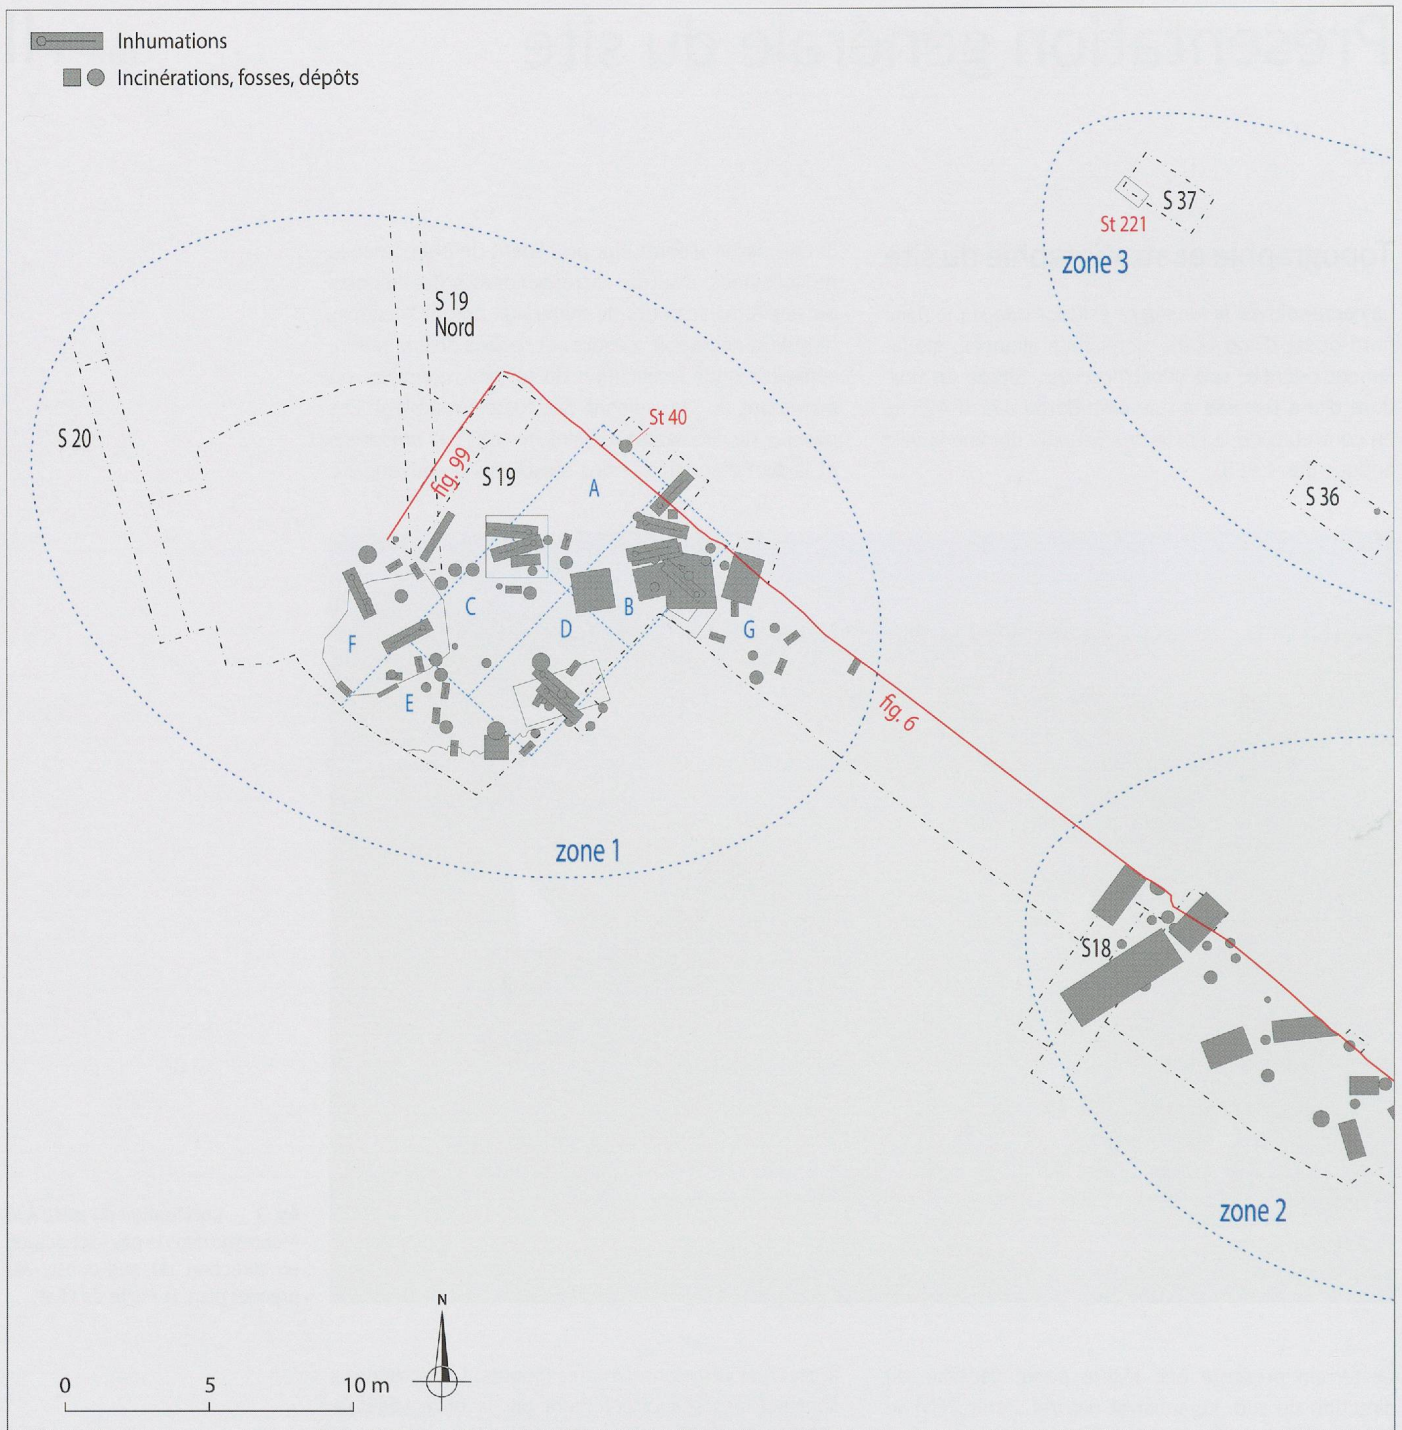 Inhumations
Incinérations, fosses, dépôts
S 37
St 221
zone 3
S 19
Nord
St 40
S 20
fig. 99
S 19
A
S 36
C
B
D
G
F
E
fig. 6
zone 1
S18
zone 2
N
0 5 10 m